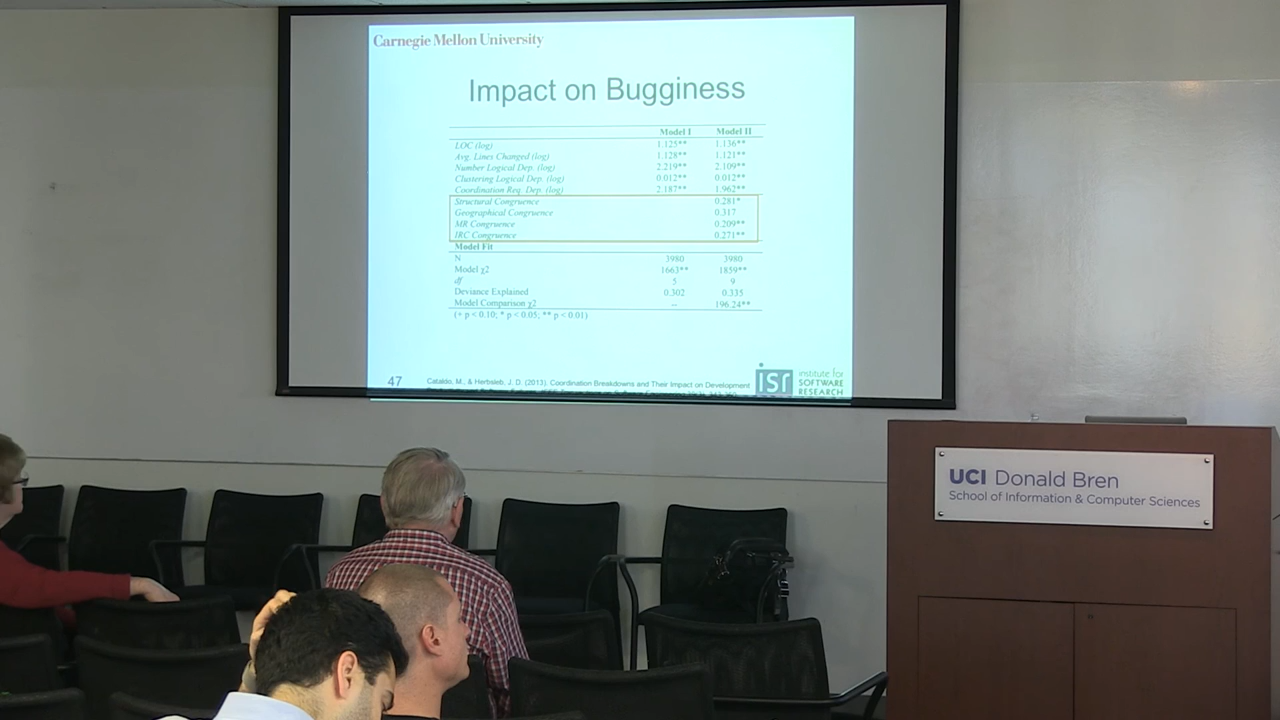 Carnegie Mellon University
Impact on Bugginess
Model I Model II
LOC (log) 1.125** 1.136**
Avg. Lines Changed (log) 1.128** 1.121**
Number Logical Dep. (log) 2.219** 2.109**
Clustering Logical Dep. (log) 0.012** 0.012**
Coordination Req. Dep. (log) 2.187** 1.962**
Structural Congruence 0.281*
Geographical Congruence 0.317
MR Congruence 0.209**
IRC Congruence 0.271**
Model Fit
N 3980 3980
Model χ2 1663** 1859**
df 5 9
Deviance Explained 0.302 0.335
Model Comparison χ2 -- 196.24**
(+ p < 0.10; * p < 0.05; ** p < 0.01)
47
Cataldo, M., & Herbsleb, J. D. (2013). Coordination Breakdowns and Their Impact on Development
isr institute for
SOFTWARE
RESEARCH
UCI Donald Bren
School of Information & Computer Sciences